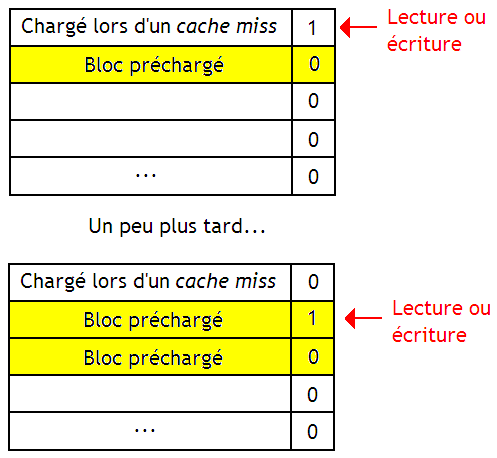 Chargé lors d'un cache miss 1
Lecture ou
écriture
Bloc préchargé 0
0
0
... 0
Un peu plus tard...
Chargé lors d'un cache miss 0
Bloc préchargé 1
Lecture ou
écriture
Bloc préchargé 0
0
... 0